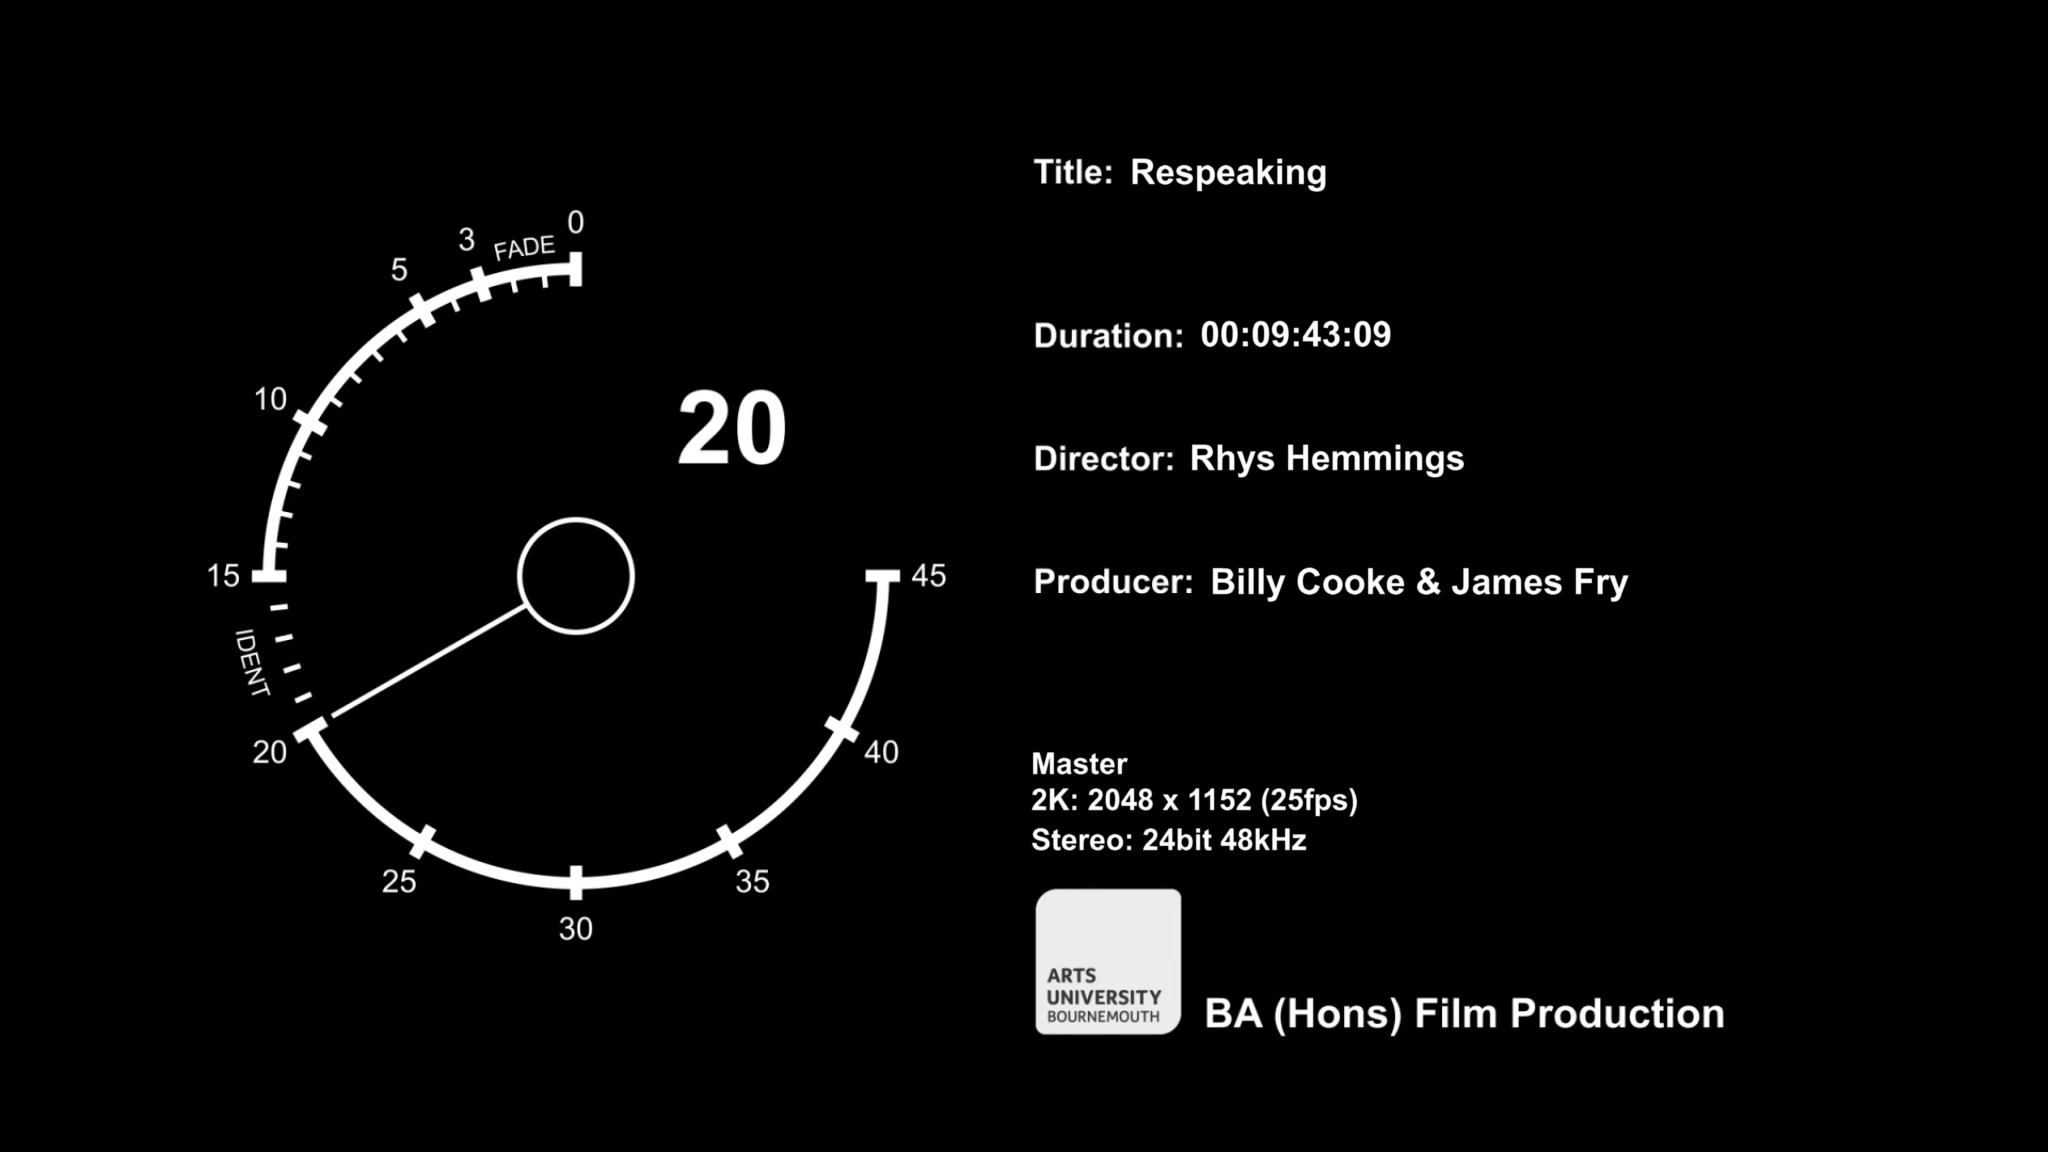 0
3
FADE
5
10
15
IDENT
20
25
30
35
40
45
20
Title: Respeaking
Duration: 00:09:43:09
Director: Rhys Hemmings
Producer: Billy Cooke & James Fry
Master
2K: 2048 x 1152 (25fps)
Stereo: 24bit 48kHz
ARTS
UNIVERSITY
BOURNEMOUTH
BA (Hons) Film Production